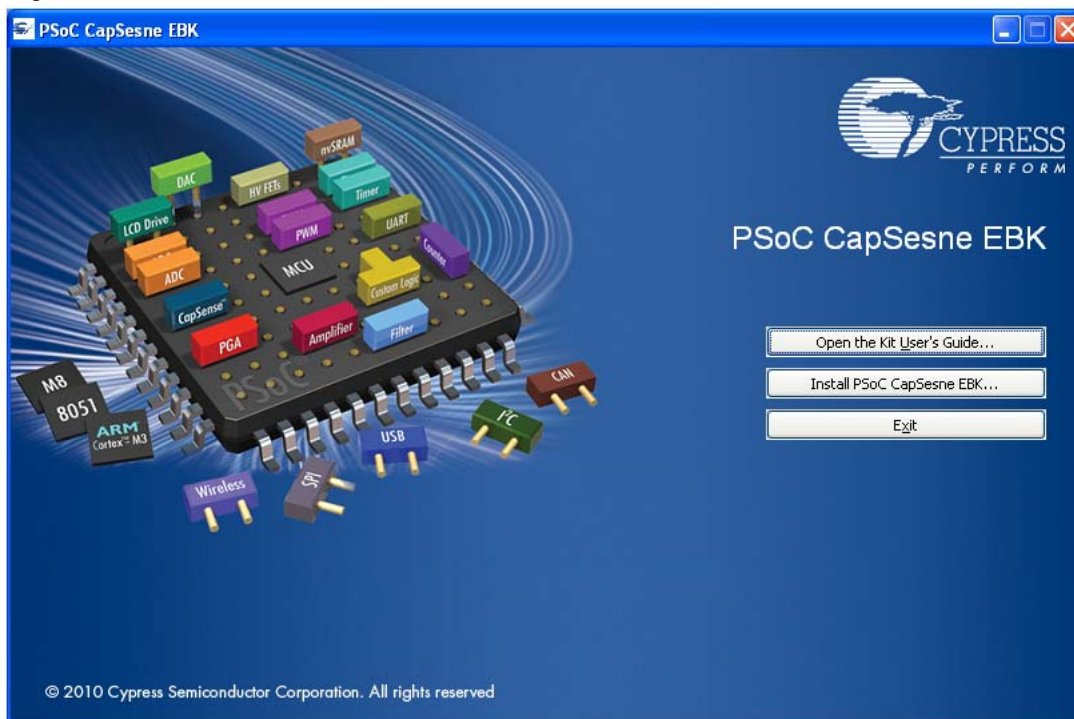 PSoC CapSesne EBK
CYPRESS
PERFORM
PSoC CapSesne EBK
Open the Kit User's Guide...
Install PSoC CapSesne EBK...
Exit
nvSRAM
DAC
HV FETs
Timer
LCD Drive
PWM
UART
Counter
ADC
MCU
Custom Logic
CapSense™
PGA
Amplifier
Filter
PSoC
M8
8051
ARM
Cortex™-M3
CAN
I²C
USB
SPI
Wireless
© 2010 Cypress Semiconductor Corporation. All rights reserved